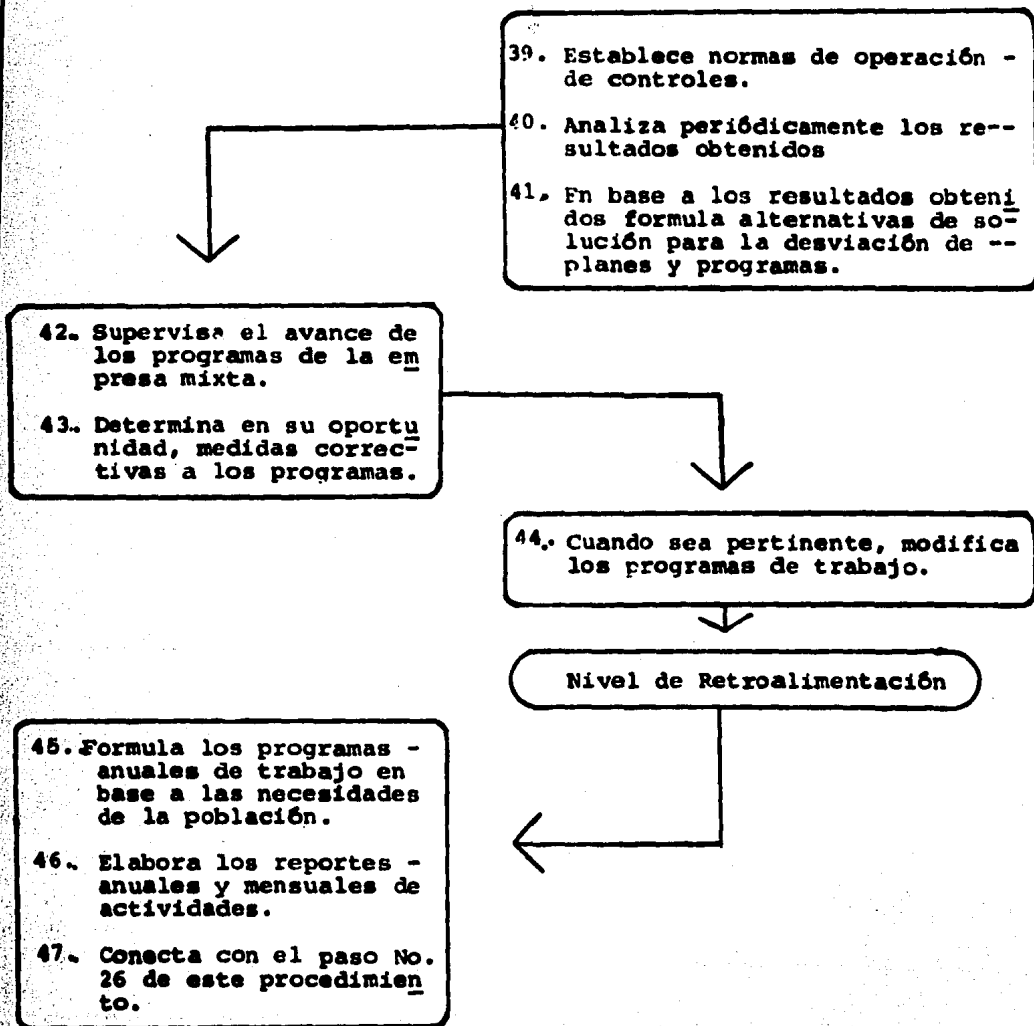 39. Establece normas de operación -
de controles.
40. Analiza periódicamente los re--
sultados obtenidos
41. En base a los resultados obteni
dos formula alternativas de so-
lución para la desviación de --
planes y programas.
42. Supervisa el avance de
los programas de la em
presa mixta.
43. Determina en su oportu
nidad, medidas correc-
tivas a los programas.
44. Cuando sea pertinente, modifica
los programas de trabajo.
Nivel de Retroalimentación
45. Formula los programas -
anuales de trabajo en
base a las necesidades
de la población.
46. Elabora los reportes -
anuales y mensuales de
actividades.
47. Conecta con el paso No.
26 de este procedimien
to.